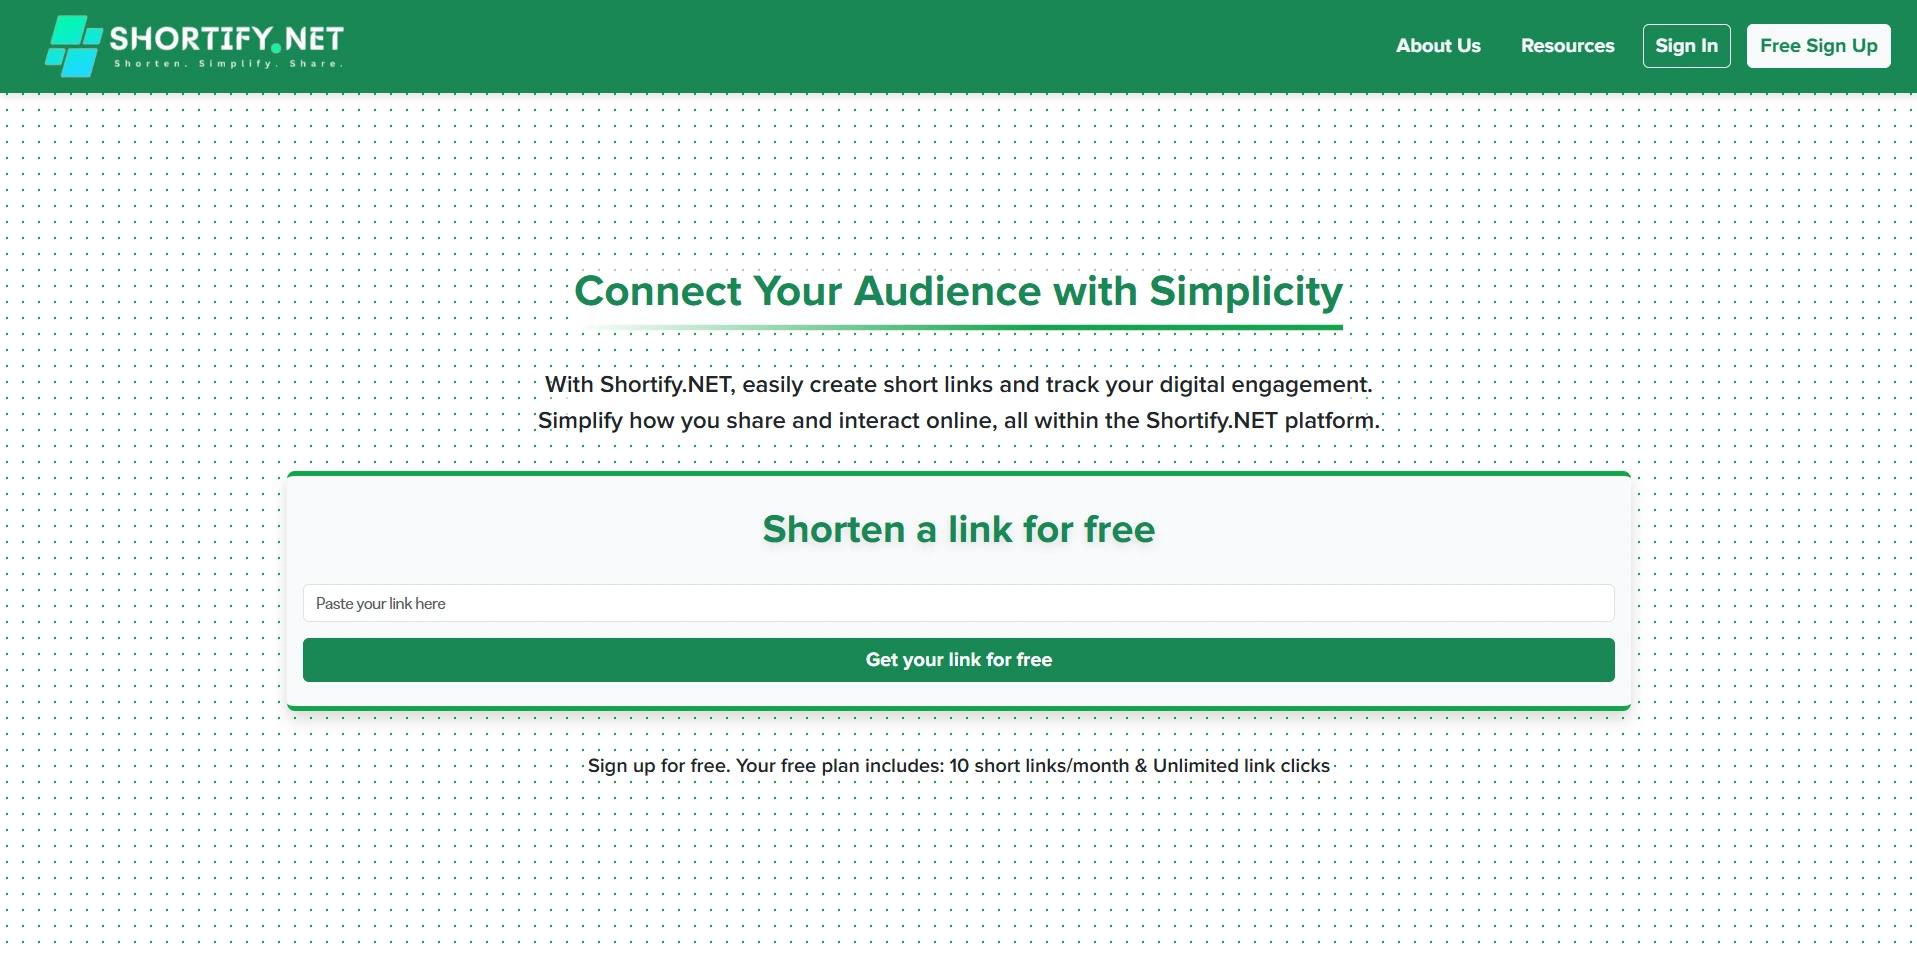 SHORTIFY.NET
Shorten. Simplify. Share.
About Us
Resources
Sign In
Free Sign Up
Connect Your Audience with Simplicity
With Shortify.NET, easily create short links and track your digital engagement.
Simplify how you share and interact online, all within the Shortify.NET platform.
Shorten a link for free
Paste your link here
Get your link for free
Sign up for free. Your free plan includes: 10 short links/month & Unlimited link clicks